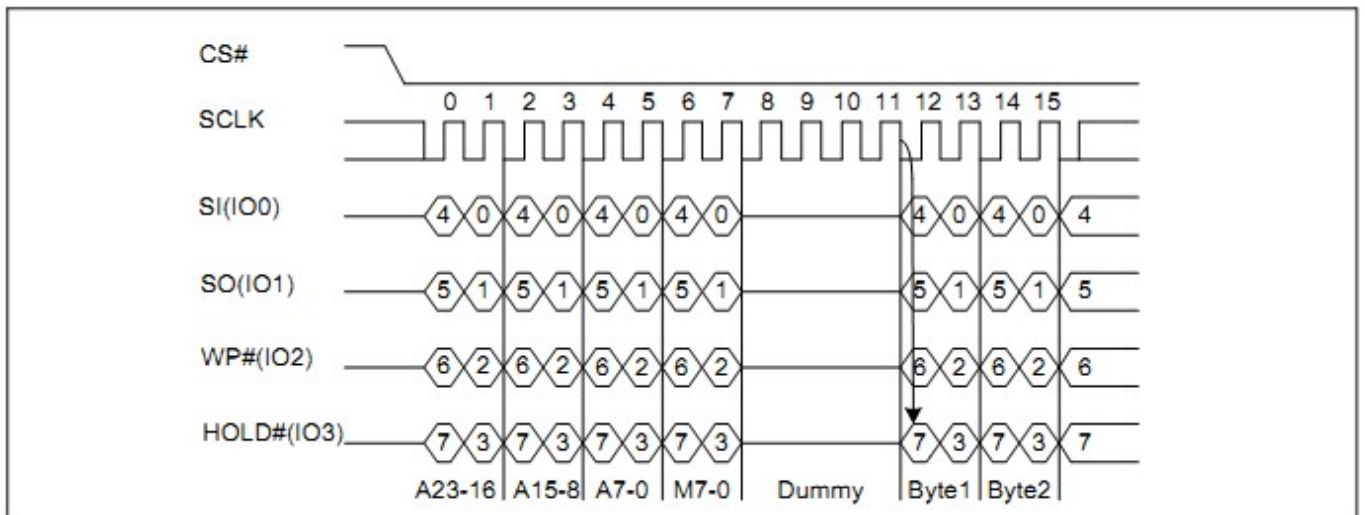 CS#
0 1 2 3 4 5 6 7 8 9 10 11 12 13 14 15
SCLK
SI(IO0) 4 0 4 0 4 0 4 0 4 0 4 0 4
SO(IO1) 5 1 5 1 5 1 5 1 5 1 5 1 5
WP#(IO2) 6 2 6 2 6 2 6 2 6 2 6 2 6
HOLD#(IO3) 7 3 7 3 7 3 7 3 7 3 7 3 7
A23-16 A15-8 A7-0 M7-0 Dummy Byte1 Byte2